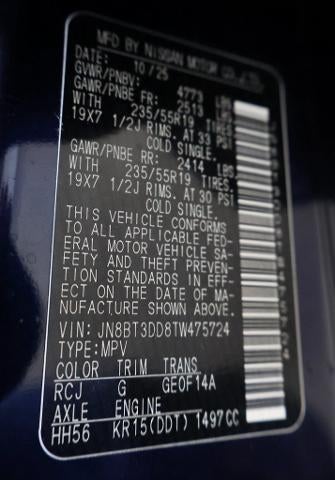 MFD BY NISSAN MOTOR CO.,LTD.
DATE: 10/25
GVWR/PNBV: 4773 LBS
GAWR/PNBE FR: 2513 LBS
WITH 235/55R19 TIRES,
19X7 1/2J RIMS. AT 33 PSI
COLD SINGLE.
GAWR/PNBE RR: 2414 LBS
WITH 235/55R19 TIRES,
19X7 1/2J RIMS. AT 30 PSI
COLD SINGLE.
THIS VEHICLE CONFORMS
TO ALL APPLICABLE FED-
ERAL MOTOR VEHICLE SA-
FETY AND THEFT PREVEN-
TION STANDARDS IN EFF-
ECT ON THE DATE OF MA-
NUFACTURE SHOWN ABOVE.
VIN: JN8BT3DD8TW475724
TYPE:MPV
COLOR TRIM TRANS
RCJ G GE0F14A
AXLE ENGINE
HH56 KR15(DDT) 1497CC